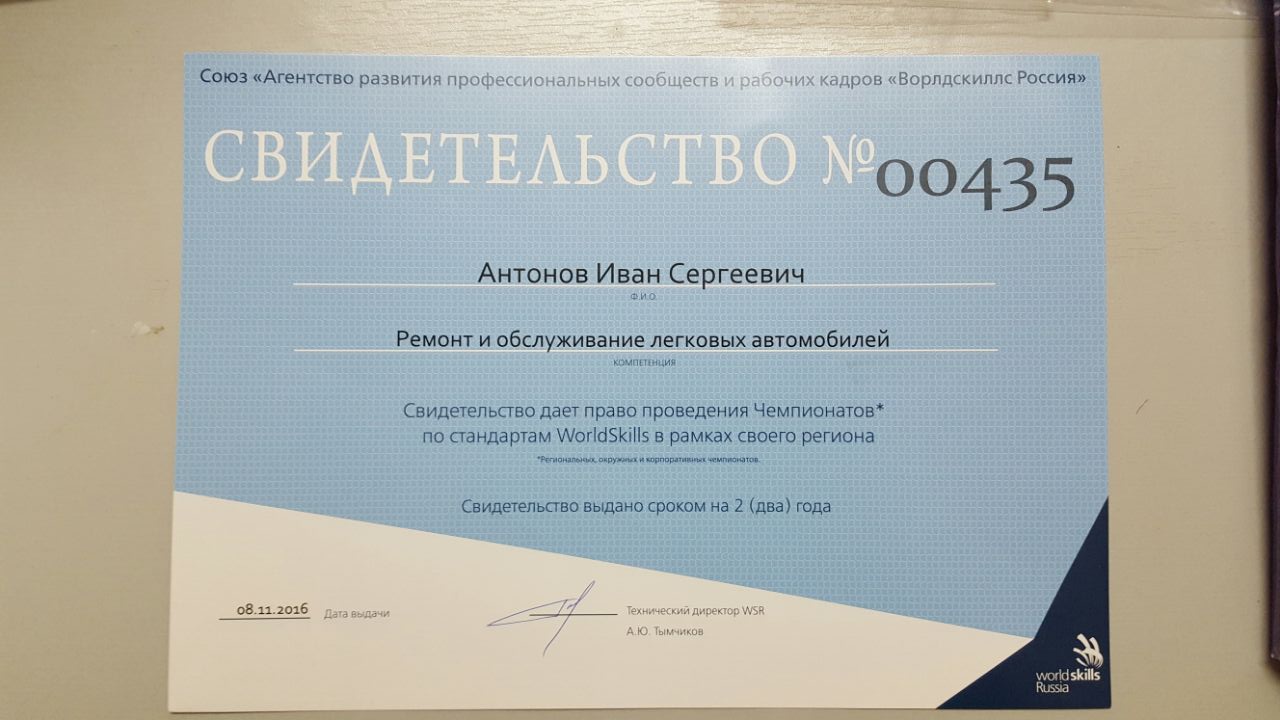 Союз «Агентство развития профессиональных сообществ и рабочих кадров «Ворлдскиллс Россия»
СВИДЕТЕЛЬСТВО №00435
Антонов Иван Сергеевич
Ф.И.О.
Ремонт и обслуживание легковых автомобилей
КОМПЕТЕНЦИЯ
Свидетельство дает право проведения Чемпионатов*
по стандартам WorldSkills в рамках своего региона
*Региональных, окружных и корпоративных чемпионатов.
Свидетельство выдано сроком на 2 (два) года
08.11.2016 Дата выдачи
Технический директор WSR
А.Ю. Тымчиков
worldskills
Russia